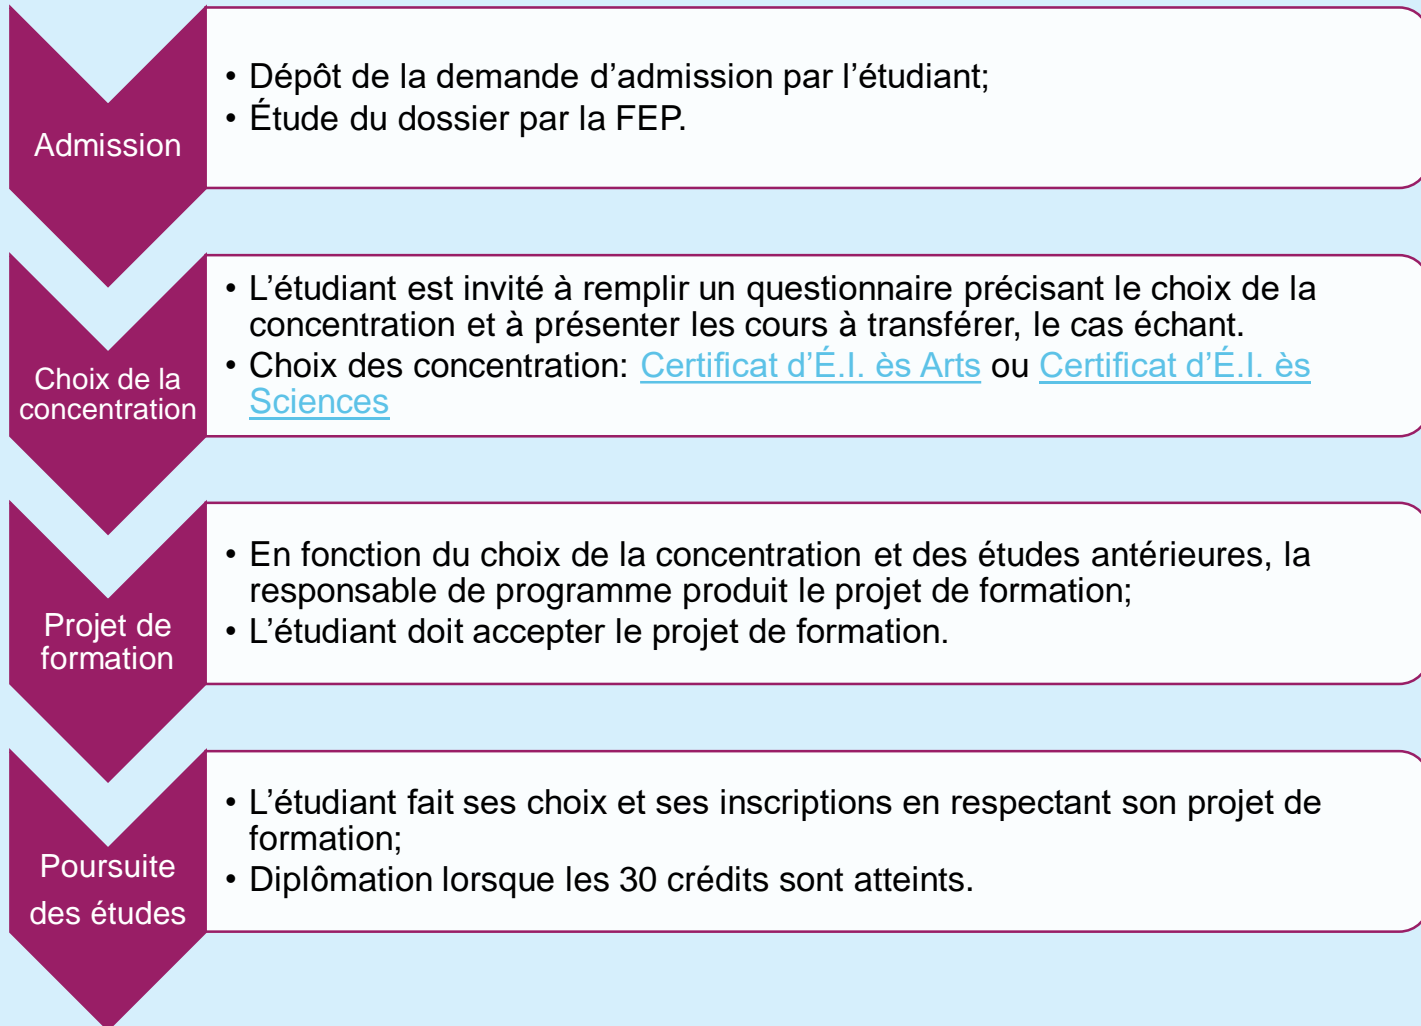 Admission
• Dépôt de la demande d’admission par l’étudiant;
• Étude du dossier par la FEP.
Choix de la
concentration
• L’étudiant est invité à remplir un questionnaire précisant le choix de la
concentration et à présenter les cours à transférer, le cas échant.
• Choix des concentration: Certificat d’É.I. ès Arts ou Certificat d’É.I. ès
Sciences
Projet de
formation
• En fonction du choix de la concentration et des études antérieures, la
responsable de programme produit le projet de formation;
• L’étudiant doit accepter le projet de formation.
Poursuite
des études
• L’étudiant fait ses choix et ses inscriptions en respectant son projet de
formation;
• Diplômation lorsque les 30 crédits sont atteints.